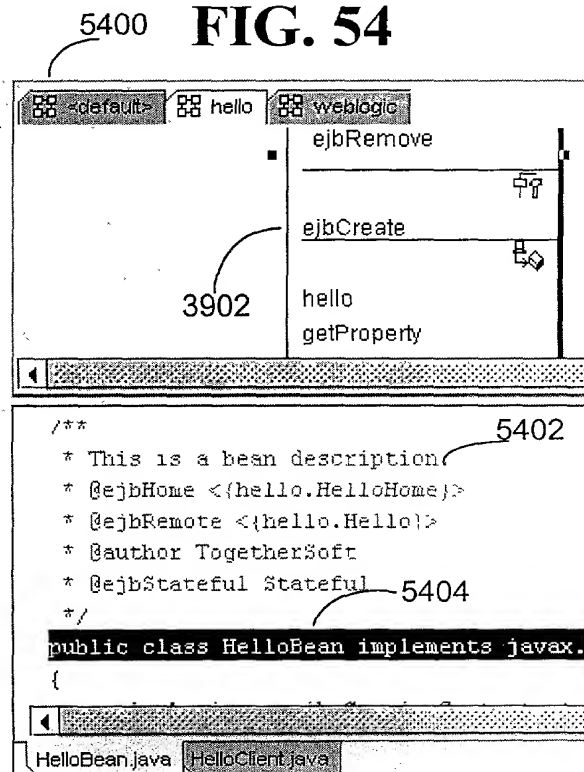 FIG. 54
5400
<default> hello weblogic
ejbRemove
ejbCreate
3902
hello
getProperty
/**
5402
* This is a bean description
* @ejbHome <{hello.HelloHome}>
* @ejbRemote <{hello.Hello}>
* @author TogetherSoft
* @ejbStateful Stateful
5404
*/
public class HelloBean implements javax.
{
HelloBean.java HelloClient.java